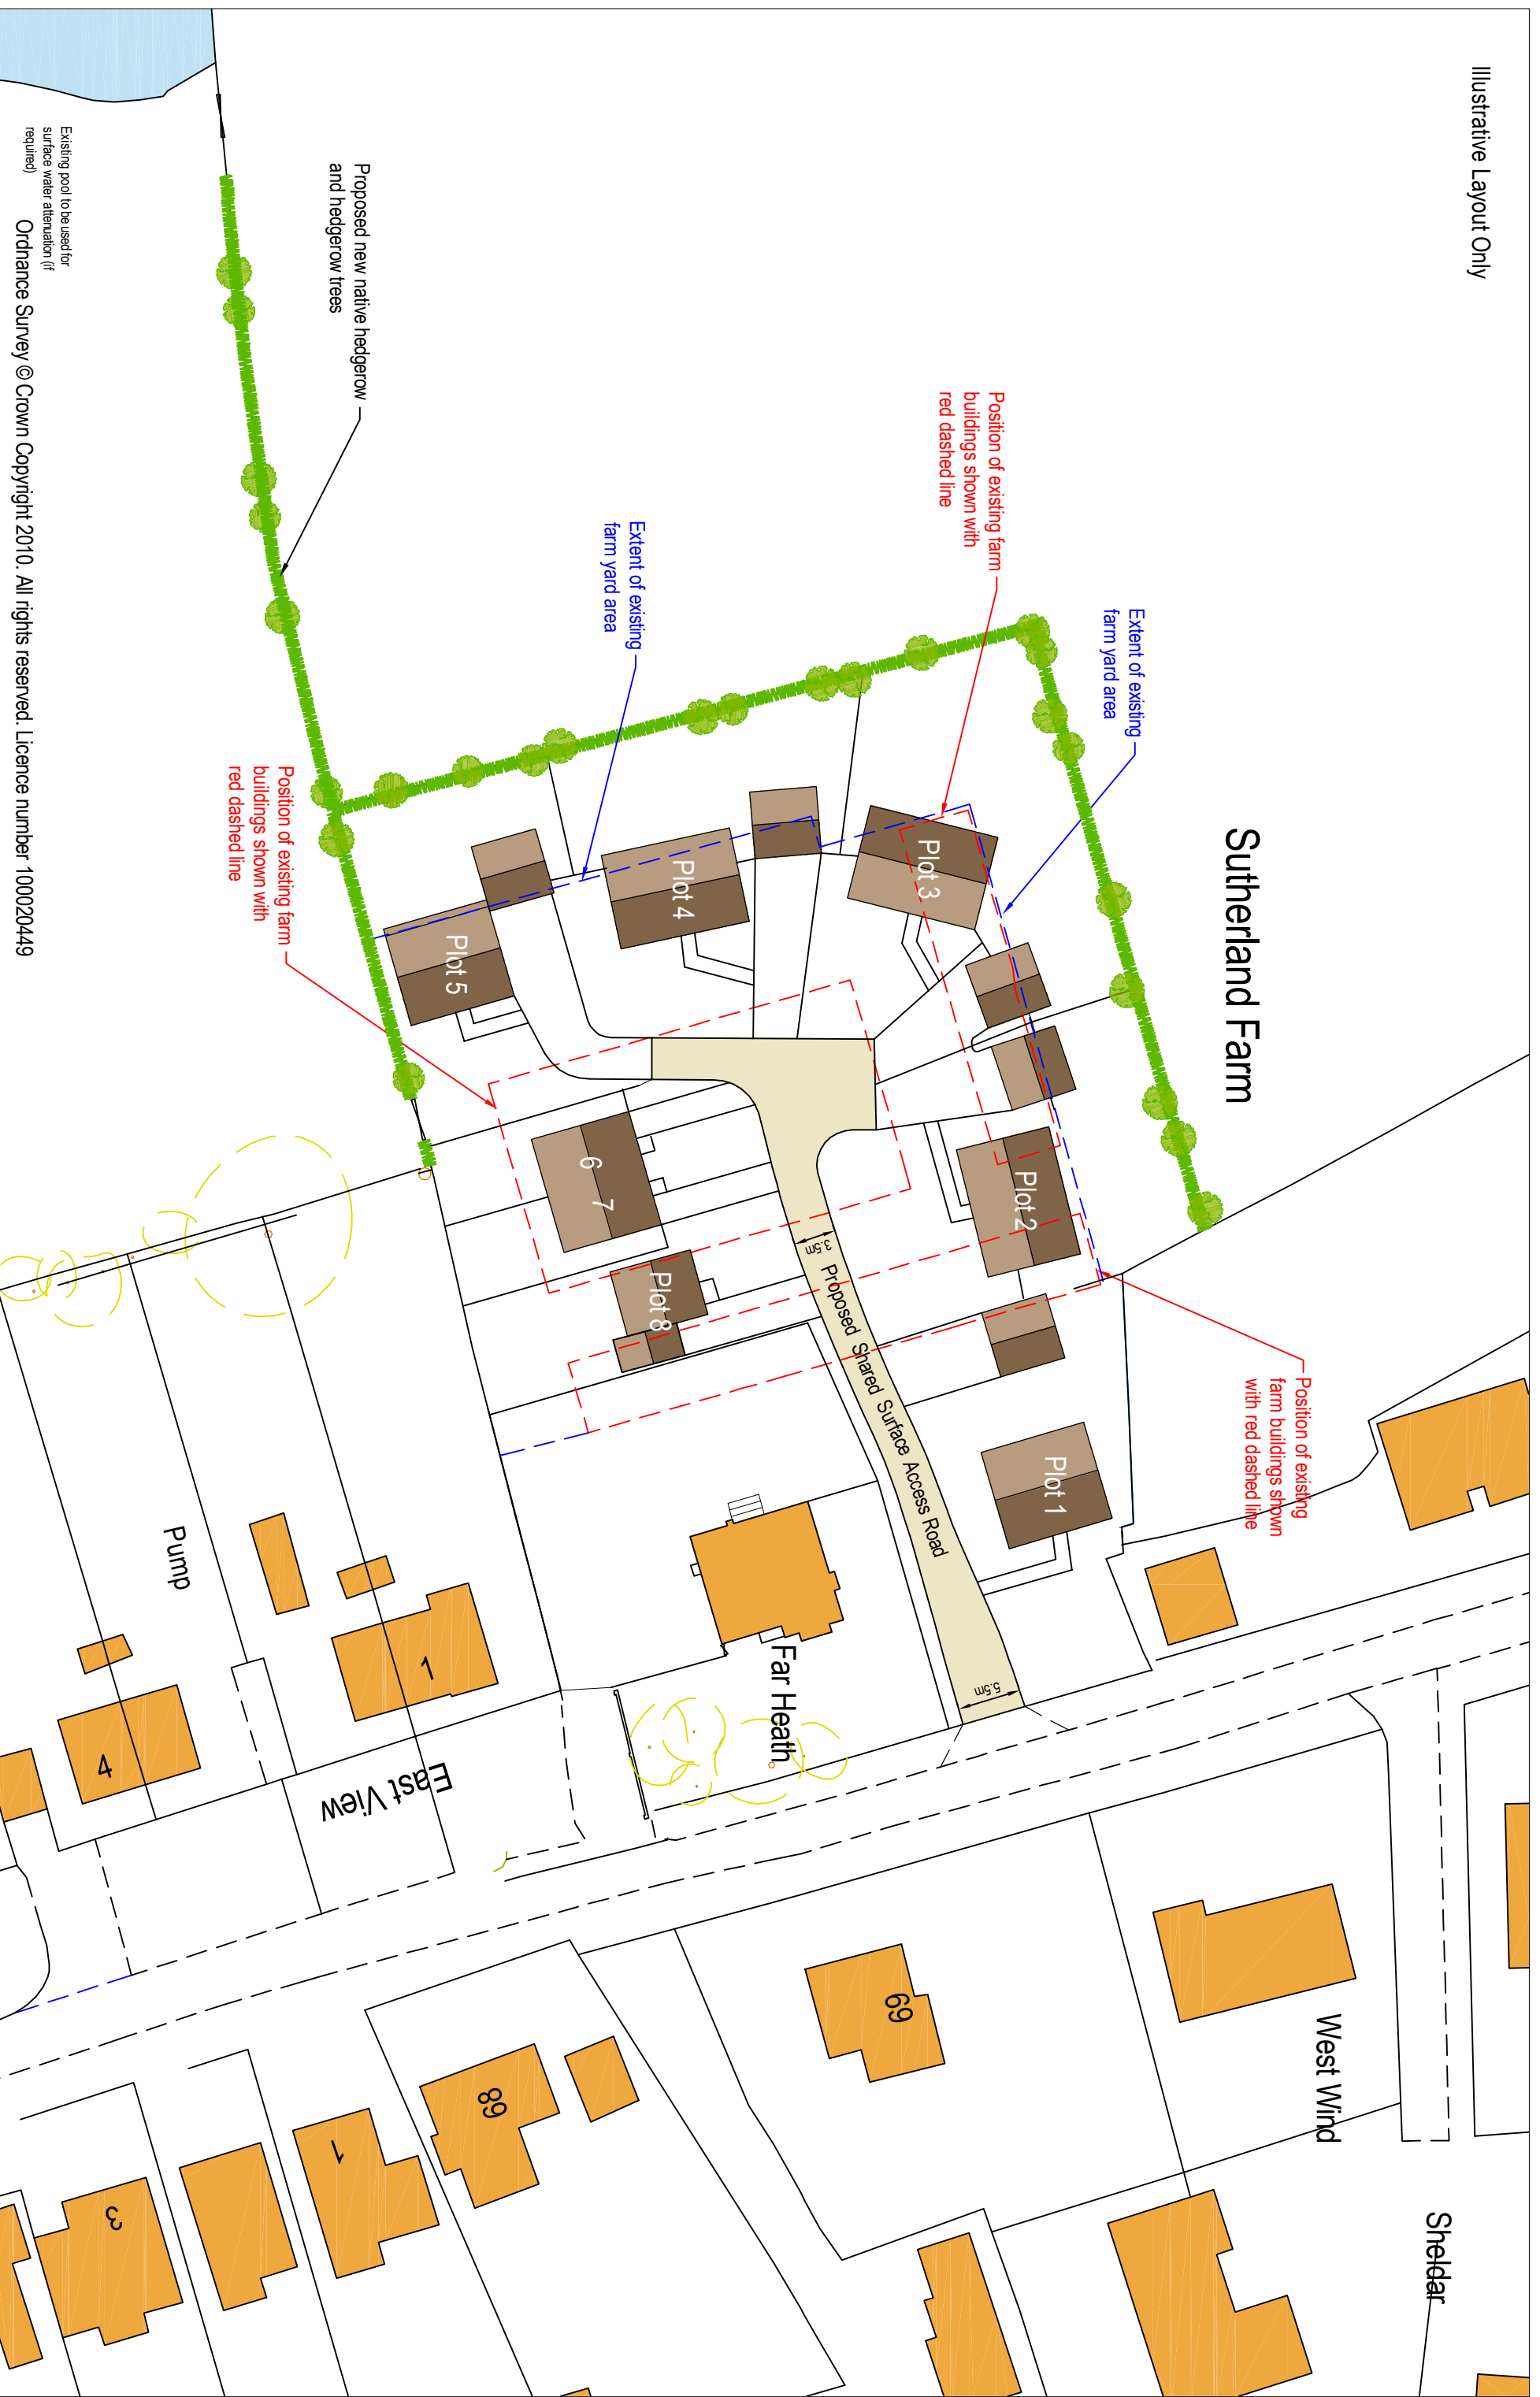 Illustrative Layout Only
Sutherland Farm
Position of existing farm
buildings shown with
red dashed line
Extent of existing
farm yard area
Extent of existing
farm yard area
Proposed new native hedgerow
and hedgerow trees
Existing pool to be used for
surface water attenuation (if
required)
Ordnance Survey © Crown Copyright 2010. All rights reserved. Licence number 100020449
Position of existing farm
buildings shown with
red dashed line
Position of existing
farm buildings shown
with red dashed line
Plot 3
Plot 4
Plot 5
Plot 2
6
7
Plot 8
Plot 1
3.5m
Proposed Shared Surface Access Road
5.5m
Far Heath
Pump
1
4
East View
West Wind
Sheldar
69
68
1
3